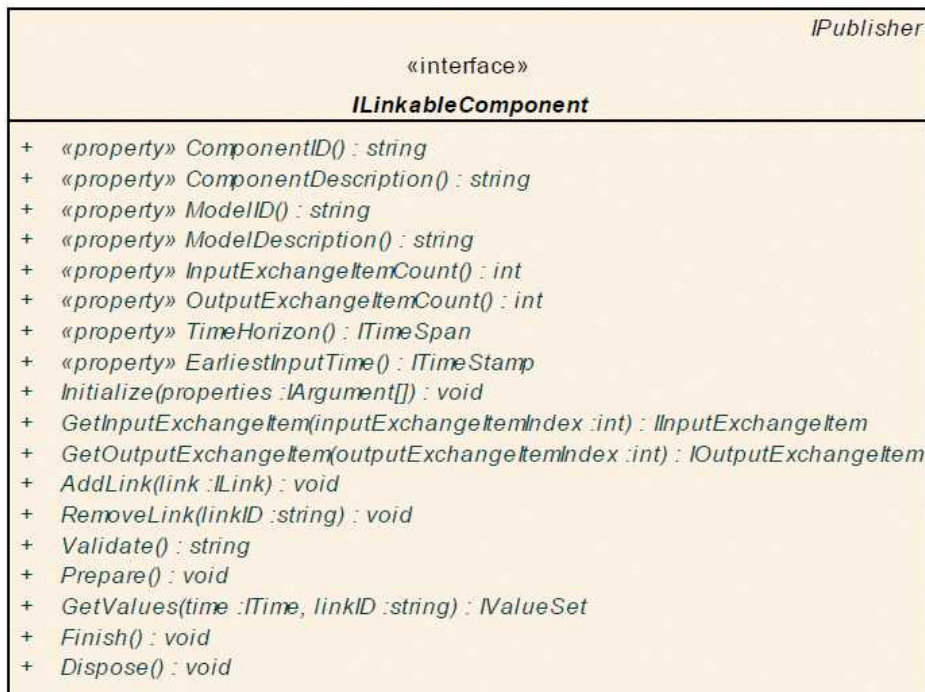 IPublisher
«interface»
ILinkableComponent
+ «property» ComponentID() : string
+ «property» ComponentDescription() : string
+ «property» ModelID() : string
+ «property» ModelDescription() : string
+ «property» InputExchangeItemCount() : int
+ «property» OutputExchangeItemCount() : int
+ «property» TimeHorizon() : ITimeSpan
+ «property» EarliestInputTime() : ITimeStamp
+ Initialize(properties :IArgument[]) : void
+ GetInputExchangeItem(inputExchangeItemIndex :int) : IInputExchangeItem
+ GetOutputExchangeItem(outputExchangeItemIndex :int) : IOutputExchangeItem
+ AddLink(link :ILink) : void
+ RemoveLink(linkID :string) : void
+ Validate() : string
+ Prepare() : void
+ GetValues(time :ITime, linkID :string) : IValueSet
+ Finish() : void
+ Dispose() : void